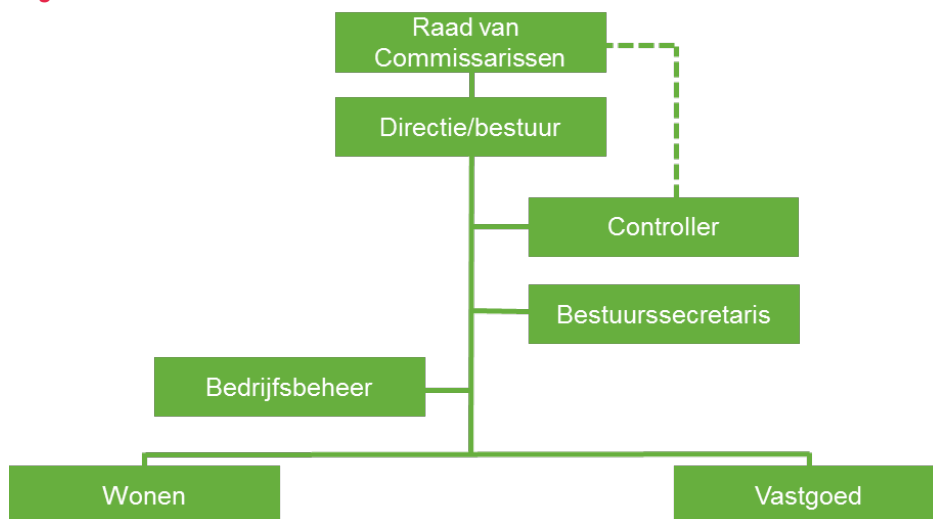 Raad van
Commissarissen
Directie/bestuur
Controller
Bestuurssecretaris
Bedrijfsbeheer
Wonen
Vastgoed